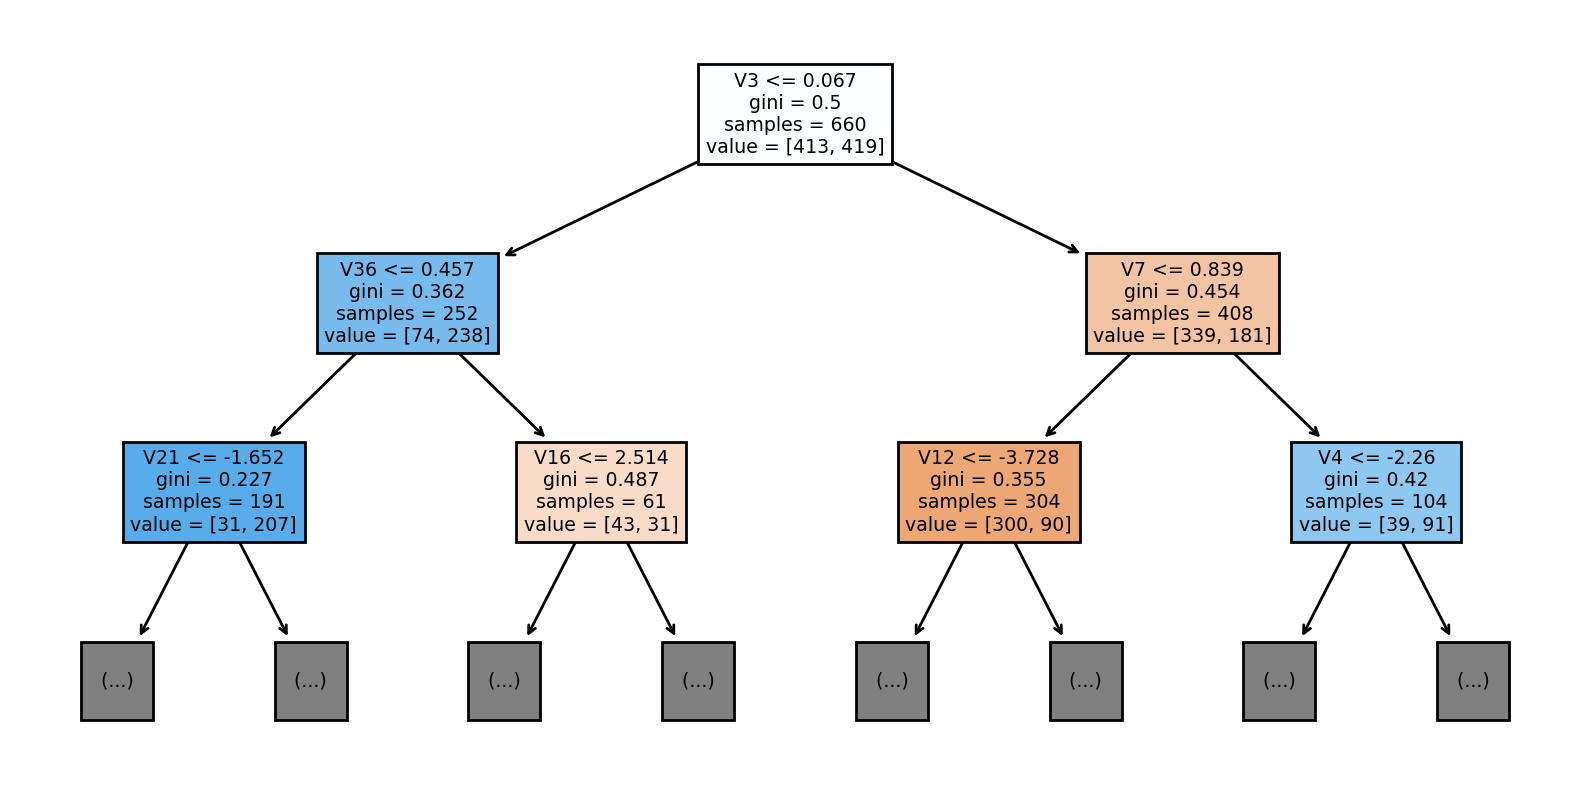 V3 <= 0.067
gini = 0.5
samples = 660
value = [413, 419]
V36 <= 0.457
gini = 0.362
samples = 252
value = [74, 238]
V7 <= 0.839
gini = 0.454
samples = 408
value = [339, 181]
V21 <= -1.652
gini = 0.227
samples = 191
value = [31, 207]
V16 <= 2.514
gini = 0.487
samples = 61
value = [43, 31]
V12 <= -3.728
gini = 0.355
samples = 304
value = [300, 90]
V4 <= -2.26
gini = 0.42
samples = 104
value = [39, 91]
(...)
(...)
(...)
(...)
(...)
(...)
(...)
(...)